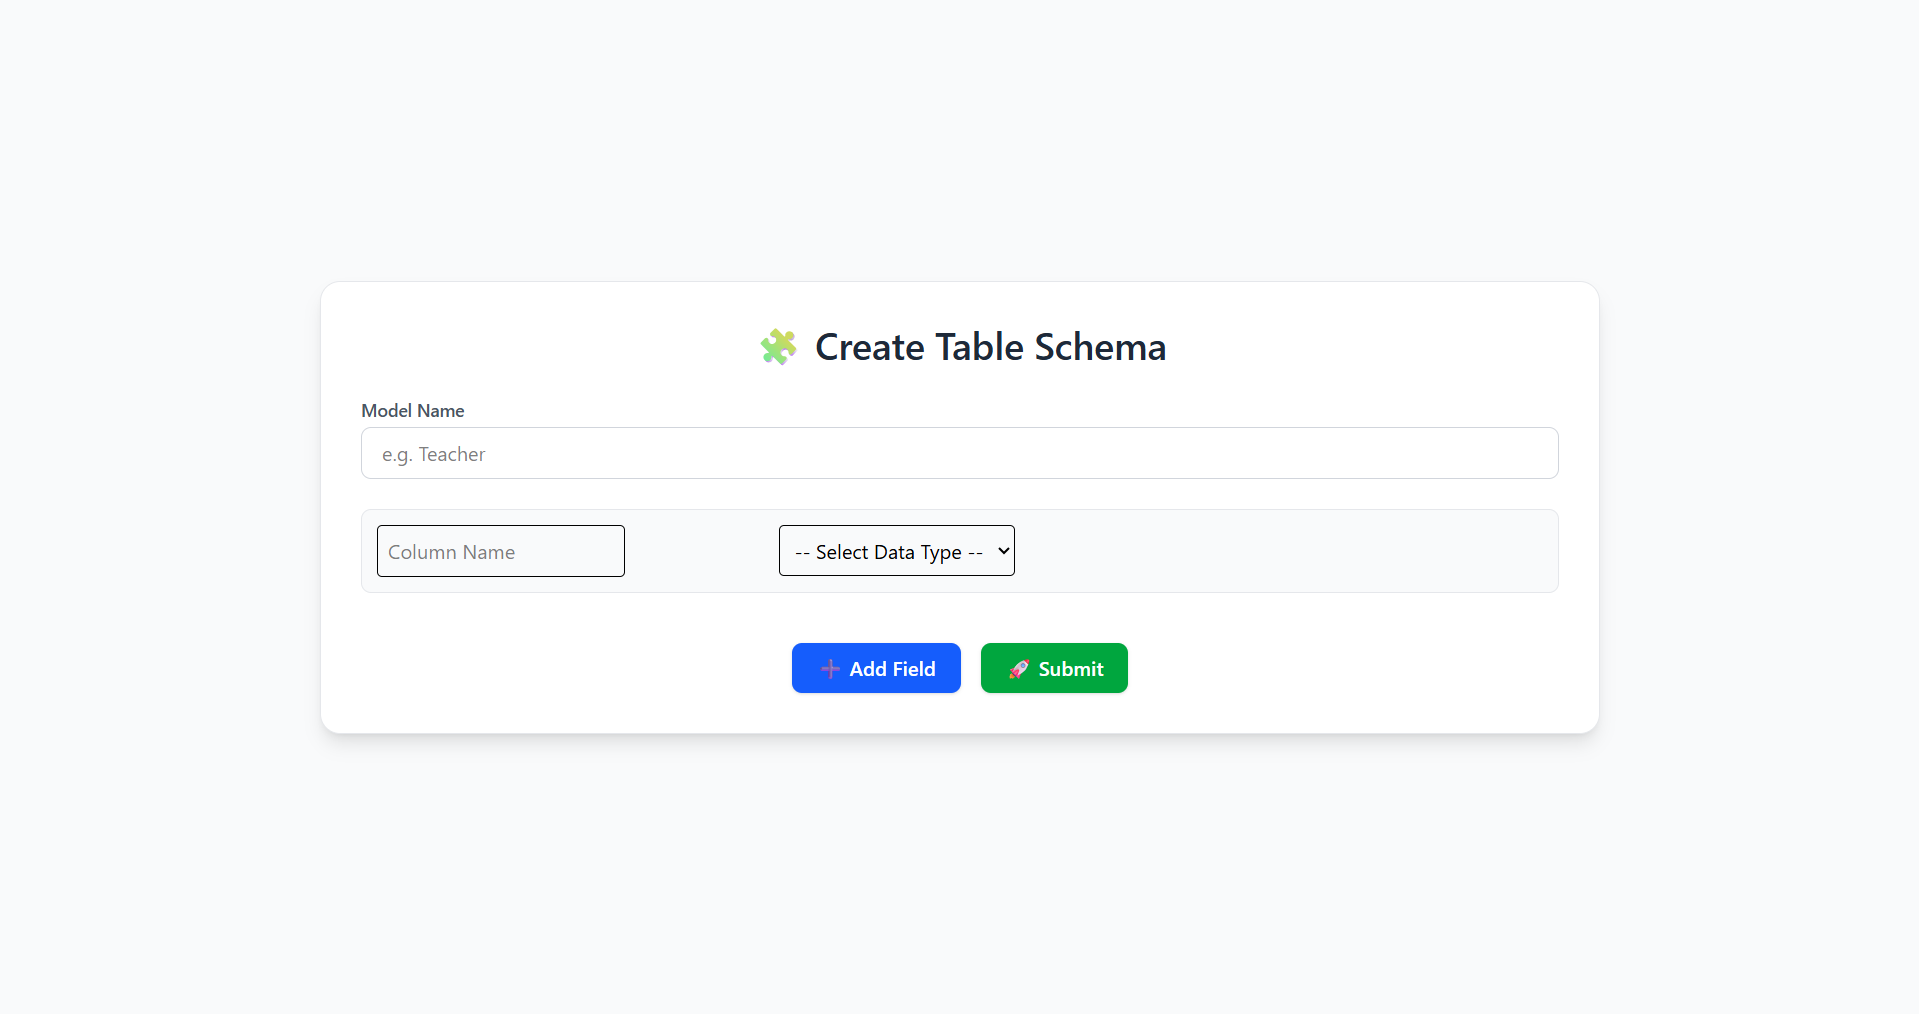 🧩 Create Table Schema
Model Name
e.g. Teacher
Column Name
-- Select Data Type --
➕ Add Field
🚀 Submit